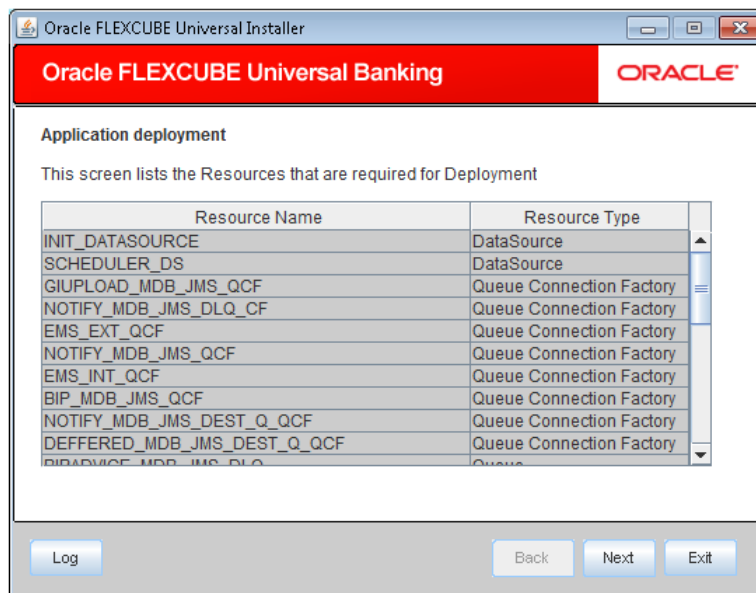 Oracle FLEXCUBE Universal Installer
Oracle FLEXCUBE Universal Banking
ORACLE
Application deployment
This screen lists the Resources that are required for Deployment
Resource Name Resource Type
INIT_DATASOURCE DataSource
SCHEDULER_DS DataSource
GIUPLOAD_MDB_JMS_QCF Queue Connection Factory
NOTIFY_MDB_JMS_DLQ_CF Queue Connection Factory
EMS_EXT_QCF Queue Connection Factory
NOTIFY_MDB_JMS_QCF Queue Connection Factory
EMS_INT_QCF Queue Connection Factory
BIP_MDB_JMS_QCF Queue Connection Factory
NOTIFY_MDB_JMS_DEST_Q_QCF Queue Connection Factory
DEFFERED_MDB_JMS_DEST_Q_QCF Queue Connection Factory
BIPADVICE_MDB_JMS_DLQ Queue
Log Back Next Exit